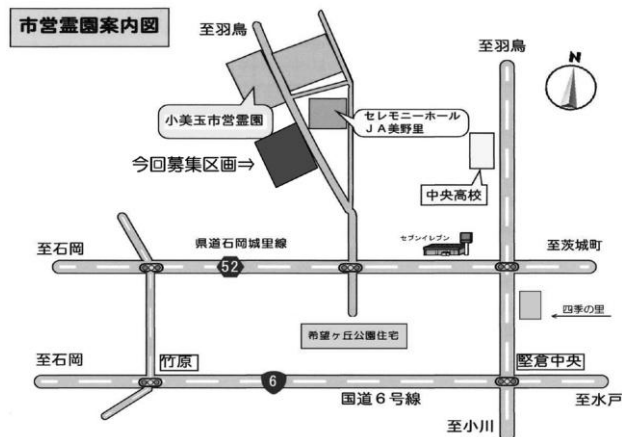 市営霊園案内図
至羽鳥
至羽鳥
N
小美玉市営霊園
セレモニーホール
JA美野里
今回募集区画⇒
中央高校
至石岡
県道石岡城里線
52
セブンイレブン
至茨城町
四季の里
希望ヶ丘公園住宅
至石岡
竹原
6
国道6号線
堅倉中央
至水戸
至小川